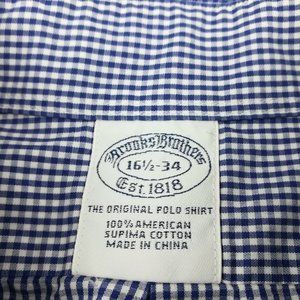 Brooks Brothers
16½-34
Est. 1818
THE ORIGINAL POLO SHIRT
100% AMERICAN
SUPIMA COTTON
MADE IN CHINA